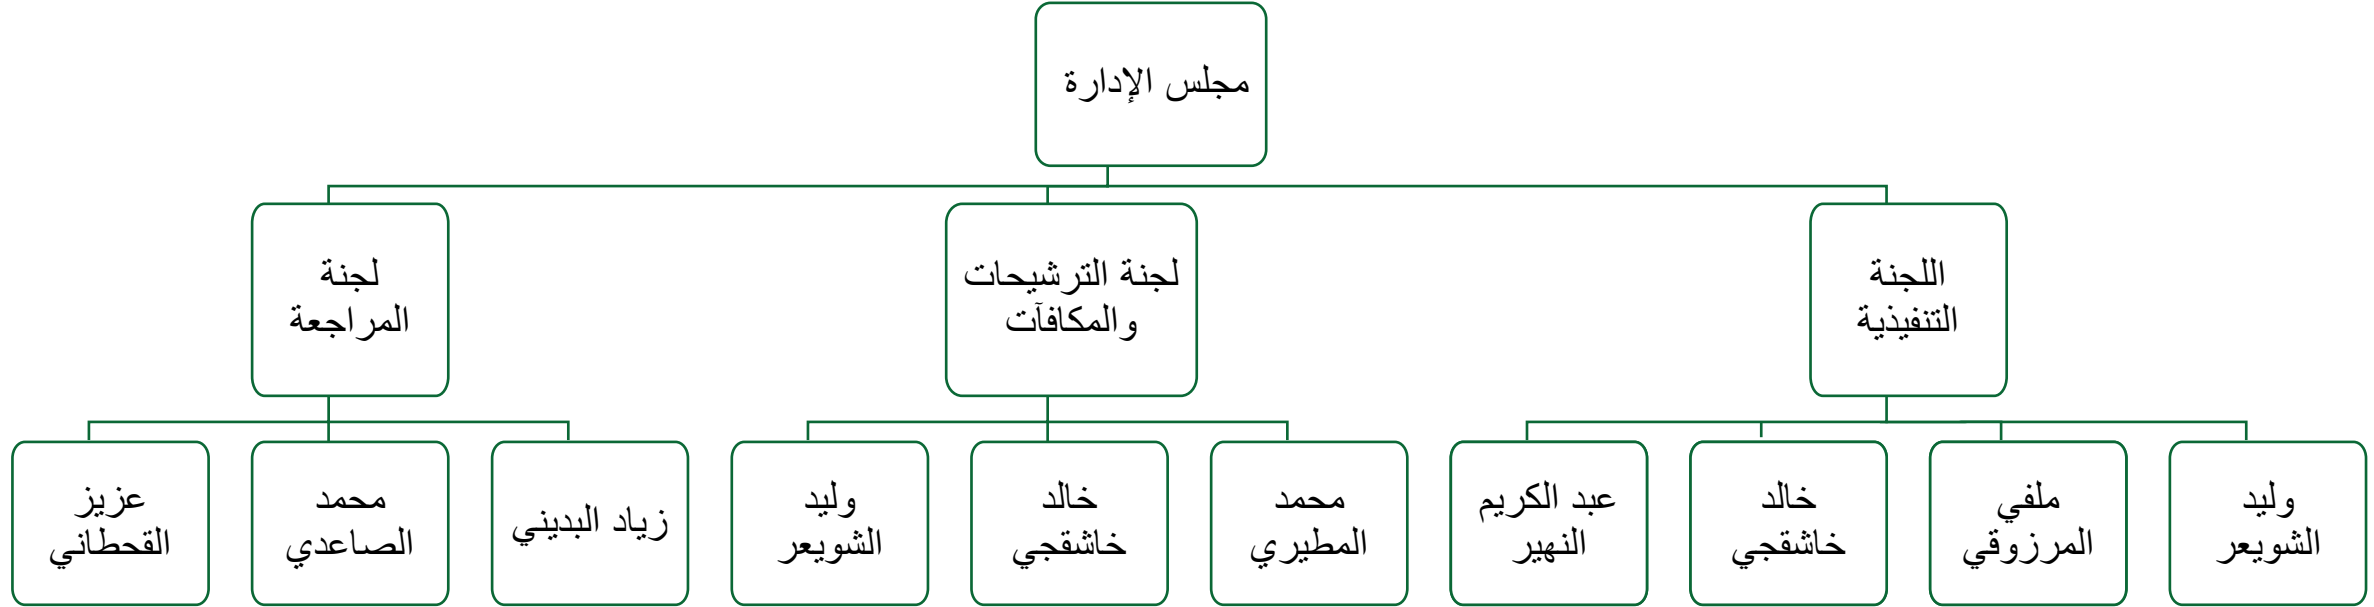 مجلس الإدارة
اللجنة
التنفيذية
لجنة الترشيحات
والمكافآت
لجنة
المراجعة
وليد
الشويعر
ملفي
المرزوقي
خالد
خاشقجي
عبد الكريم
النهير
محمد
المطيري
خالد
خاشقجي
وليد
الشويعر
زياد البديني
محمد
الصاعدي
عزيز
القحطاني